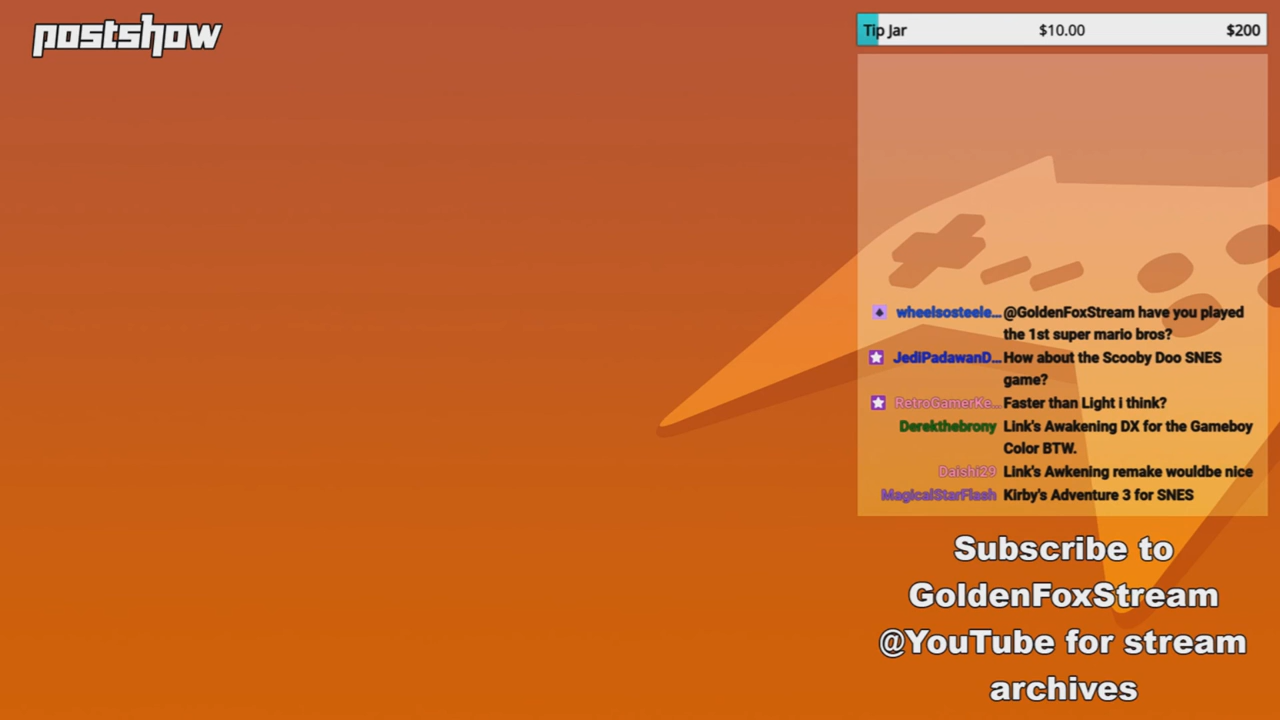 postshow
Tip Jar $10.00 $200
wheelsosteele... @GoldenFoxStream have you played
the 1st super mario bros?
JediPadawanD... How about the Scooby Doo SNES
game?
RetroGamerKe... Faster than Light i think?
Derekthebrony Link's Awakening DX for the Gameboy
Color BTW.
Daishi29 Link's Awkening remake wouldbe nice
MagicalStarFlash Kirby's Adventure 3 for SNES
Subscribe to
GoldenFoxStream
@YouTube for stream
archives